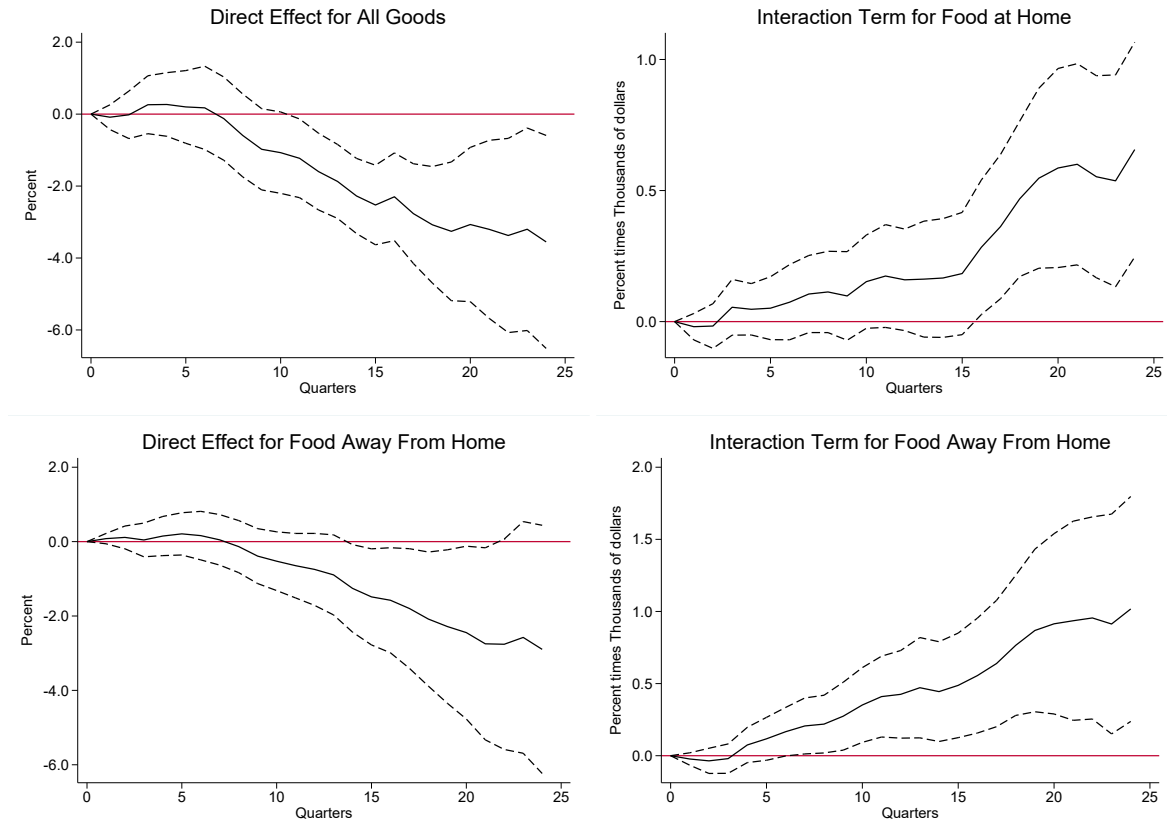 Direct Effect for All Goods
2.0
0.0
-2.0
-4.0
-6.0
Percent
0 5 10 15 20 25
Quarters
Interaction Term for Food at Home
1.0
0.5
0.0
Percent times Thousands of dollars
0 5 10 15 20 25
Quarters
Direct Effect for Food Away From Home
2.0
0.0
-2.0
-4.0
-6.0
Percent
0 5 10 15 20 25
Quarters
Interaction Term for Food Away From Home
2.0
1.5
1.0
0.5
0.0
Percent times Thousands of dollars
0 5 10 15 20 25
Quarters